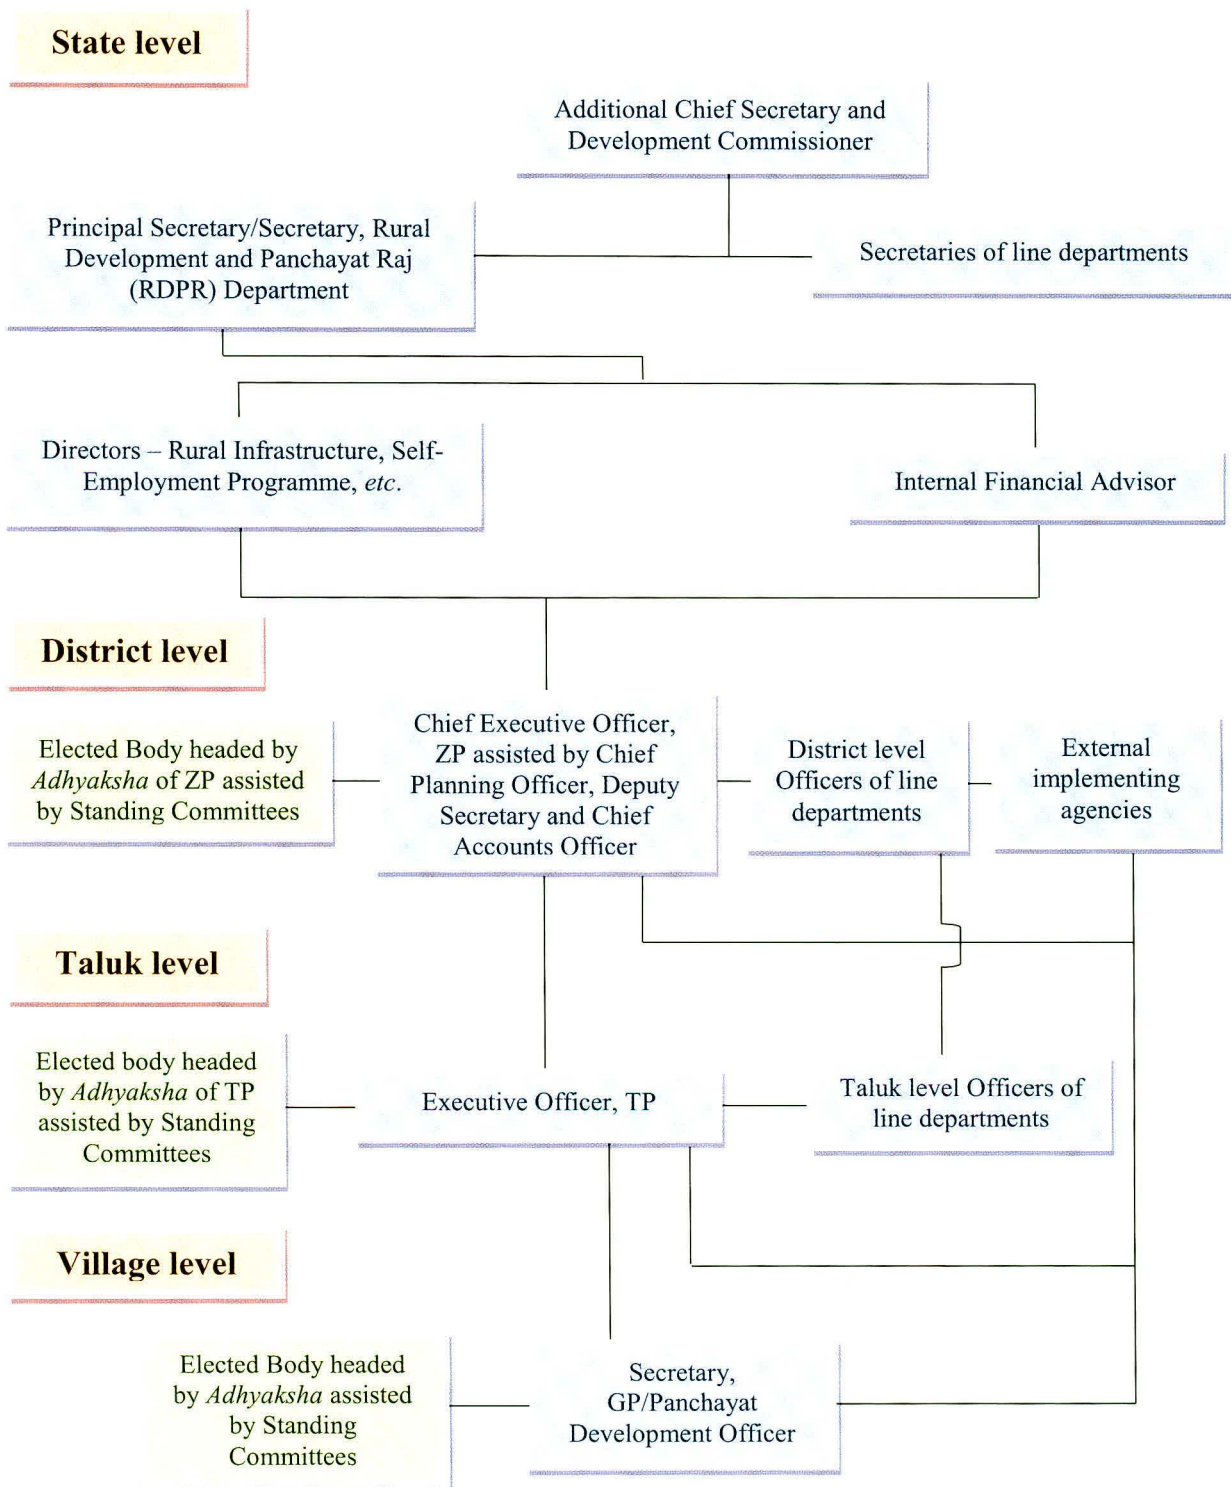 State level
Additional Chief Secretary and
Development Commissioner
Principal Secretary/Secretary, Rural
Development and Panchayat Raj
(RDPR) Department
Secretaries of line departments
Directors – Rural Infrastructure, Self-
Employment Programme, etc.
Internal Financial Advisor
District level
Elected Body headed by
Adhyaksha of ZP assisted
by Standing Committees
Chief Executive Officer,
ZP assisted by Chief
Planning Officer, Deputy
Secretary and Chief
Accounts Officer
District level
Officers of line
departments
External
implementing
agencies
Taluk level
Elected body headed
by Adhyaksha of TP
assisted by Standing
Committees
Executive Officer, TP
Taluk level Officers of
line departments
Village level
Elected Body headed
by Adhyaksha assisted
by Standing
Committees
Secretary,
GP/Panchayat
Development Officer